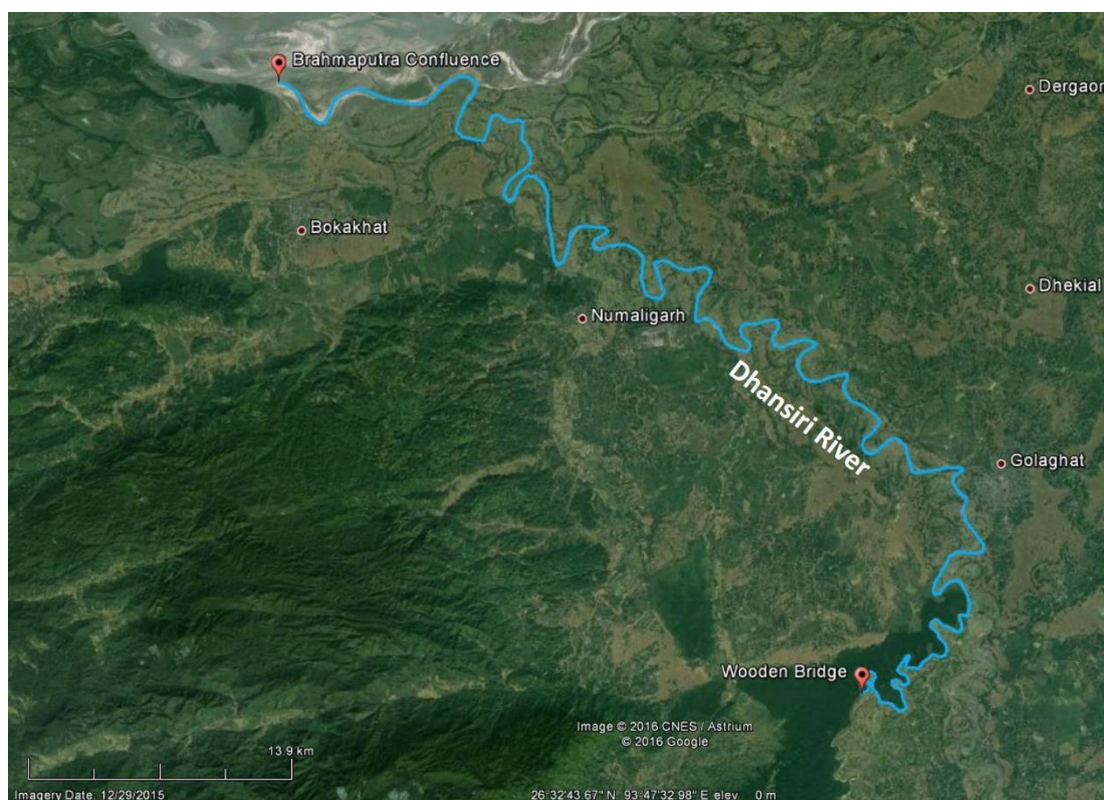 Brahmaputra Confluence
Dergaon
Bokakhat
Dhekial
Numaligarh
Dhansiri River
Golaghat
Wooden Bridge
Image © 2016 CNES / Astrium
© 2016 Google
13.9 km
Imagery Date: 12/29/2015
26°32'43.67" N 93°47'32.98" E elev 0 m